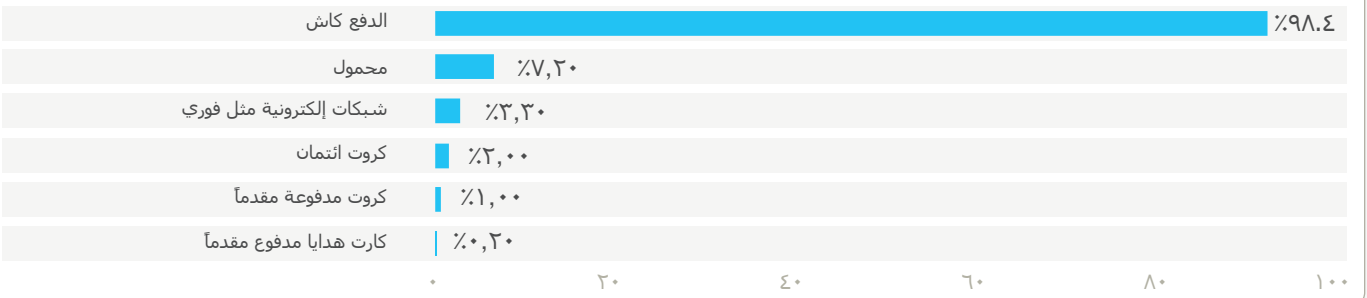 الدفع كاش ٪٩٨.٤
محمول ٪٧,٢٠
شبكات إلكترونية مثل فوري ٪٣,٣٠
كروت ائتمان ٪٢,٠٠
كروت مدفوعة مقدماً ٪١,٠٠
كارت هدايا مدفوع مقدماً ٪٠,٢٠
٠ ٢٠ ٤٠ ٦٠ ٨٠ ١٠٠